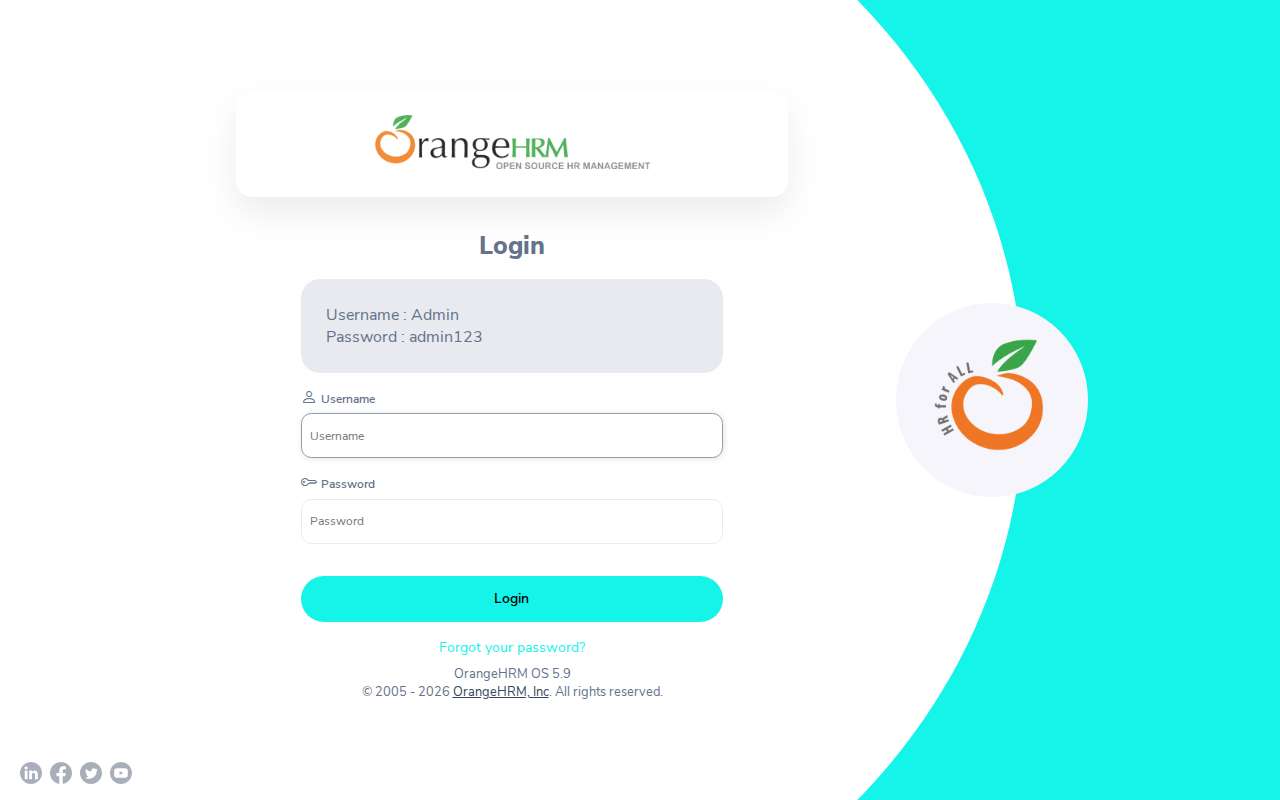 OrangeHRM
OPEN SOURCE HR MANAGEMENT
Login
Username : Admin
Password : admin123
Username
Username
Password
Password
HR for ALL
Login
Forgot your password?
OrangeHRM OS 5.9
© 2005 - 2026 OrangeHRM, Inc. All rights reserved.